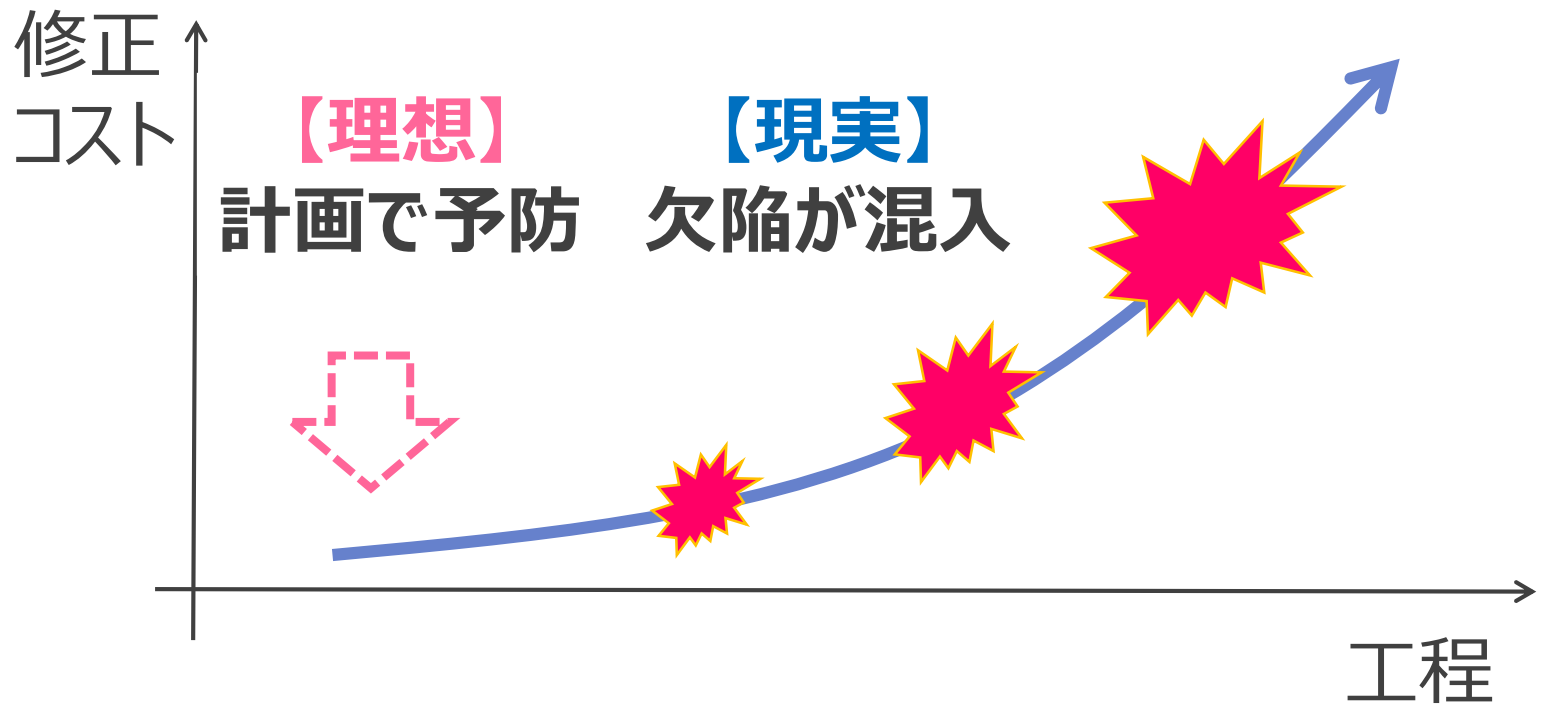 修正
コスト
【理想】
計画で予防
【現実】
欠陥が混入
工程